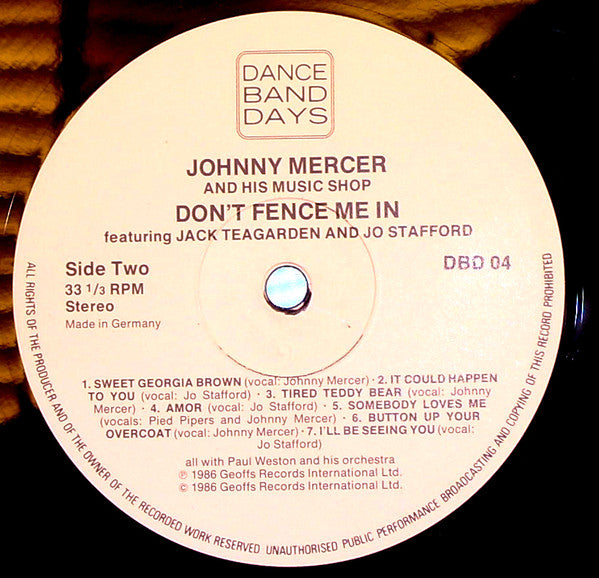 DANCE
BAND
DAYS
JOHNNY MERCER
AND HIS MUSIC SHOP
DON'T FENCE ME IN
featuring JACK TEAGARDEN AND JO STAFFORD
Side Two
33 1/3 RPM
Stereo
Made in Germany
DBD 04
1. SWEET GEORGIA BROWN (vocal: Johnny Mercer) · 2. IT COULD HAPPEN
TO YOU (vocal: Jo Stafford) · 3. TIRED TEDDY BEAR (vocal: Johnny
Mercer) · 4. AMOR (vocal: Jo Stafford) · 5. SOMEBODY LOVES ME
(vocals: Pied Pipers and Johnny Mercer) · 6. BUTTON UP YOUR
OVERCOAT (vocal: Johnny Mercer) · 7. I'LL BE SEEING YOU (vocal:
Jo Stafford)
all with Paul Weston and his orchestra
℗ 1986 Geoffs Records International Ltd.
© 1986 Geoffs Records International Ltd.
ALL RIGHTS OF THE PRODUCER AND OF THE OWNER OF THE RECORDED WORK RESERVED UNAUTHORISED PUBLIC PERFORMANCE BROADCASTING AND COPYING OF THIS RECORD PROHIBITED